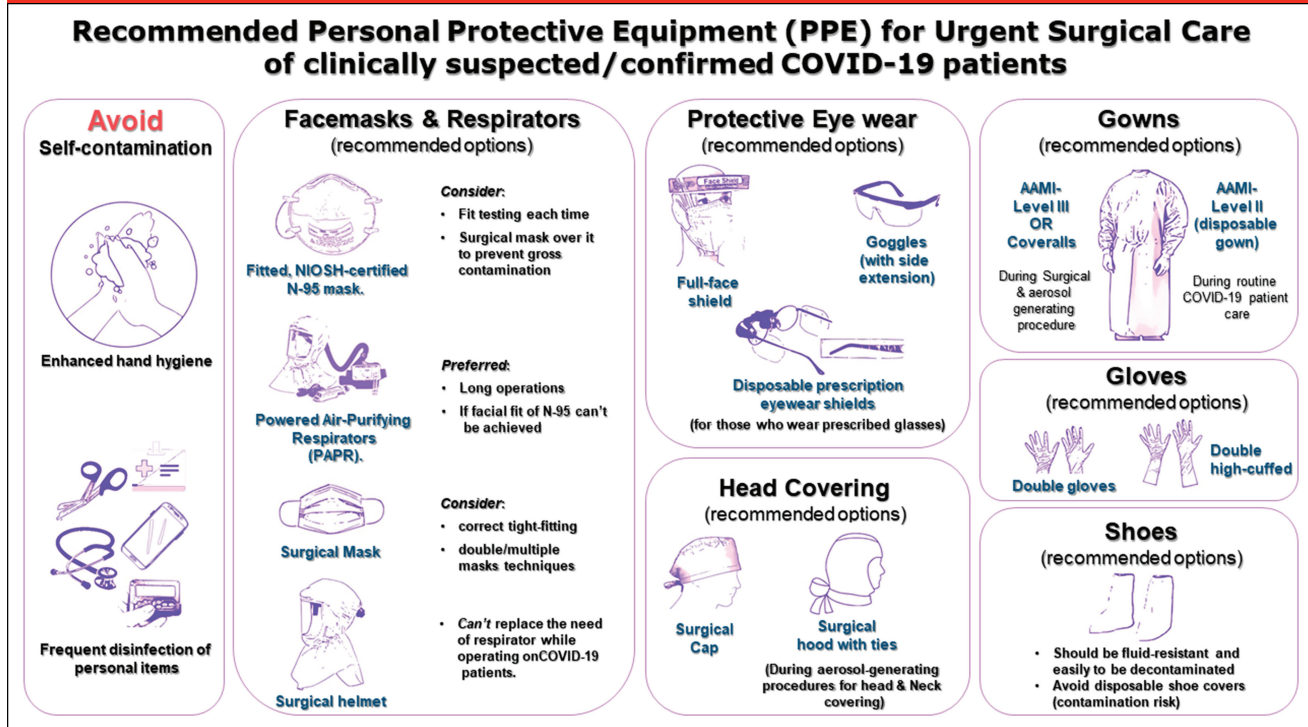 Recommended Personal Protective Equipment (PPE) for Urgent Surgical Care
of clinically suspected/confirmed COVID-19 patients
Avoid
Self-contamination
Enhanced hand hygiene
Frequent disinfection of
personal items
Facemasks & Respirators
(recommended options)
Fitted, NIOSH-certified
N-95 mask.
Consider:
• Fit testing each time
• Surgical mask over it
to prevent gross
contamination
Powered Air-Purifying
Respirators
(PAPR).
Preferred:
• Long operations
• If facial fit of N-95 can't
be achieved
Surgical Mask
Consider:
• correct tight-fitting
• double/multiple
masks techniques
Surgical helmet
• Can't replace the need
of respirator while
operating onCOVID-19
patients.
Protective Eye wear
(recommended options)
Face Shield
Full-face
shield
Goggles
(with side
extension)
Disposable prescription
eyewear shields
(for those who wear prescribed glasses)
Head Covering
(recommended options)
Surgical
Cap
Surgical
hood with ties
(During aerosol-generating
procedures for head & Neck
covering)
Gowns
(recommended options)
AAMI-
Level III
OR
Coveralls
During Surgical
& aerosol
generating
procedure
AAMI-
Level II
(disposable
gown)
During routine
COVID-19 patient
care
Gloves
(recommended options)
Double gloves
Double
high-cuffed
Shoes
(recommended options)
• Should be fluid-resistant and
easily to be decontaminated
• Avoid disposable shoe covers
(contamination risk)